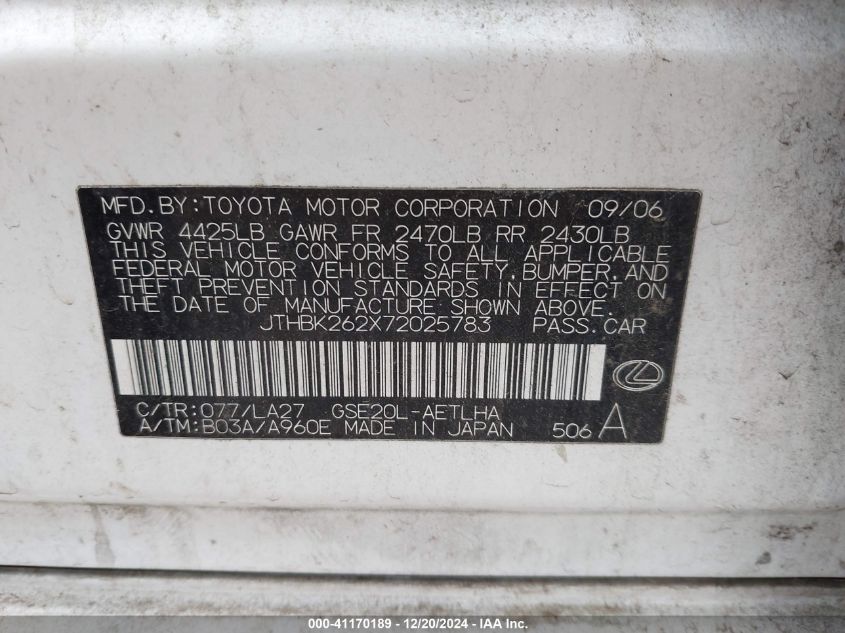 MFD.BY:TOYOTA MOTOR CORPORATION 09/06
GVWR 4425LB GAWR FR 2470LB RR 2430LB
THIS VEHICLE CONFORMS TO ALL APPLICABLE
FEDERAL MOTOR VEHICLE SAFETY,BUMPER,AND
THEFT PREVENTION STANDARDS IN EFFECT ON
THE DATE OF MANUFACTURE SHOWN ABOVE.
JTHBK262X72025783 PASS.CAR
C/TR:077/LA27 GSE20L-AETLHA
A/TM:B03A/A960E MADE IN JAPAN 506 A
000-41170189 - 12/20/2024 - IAA Inc.